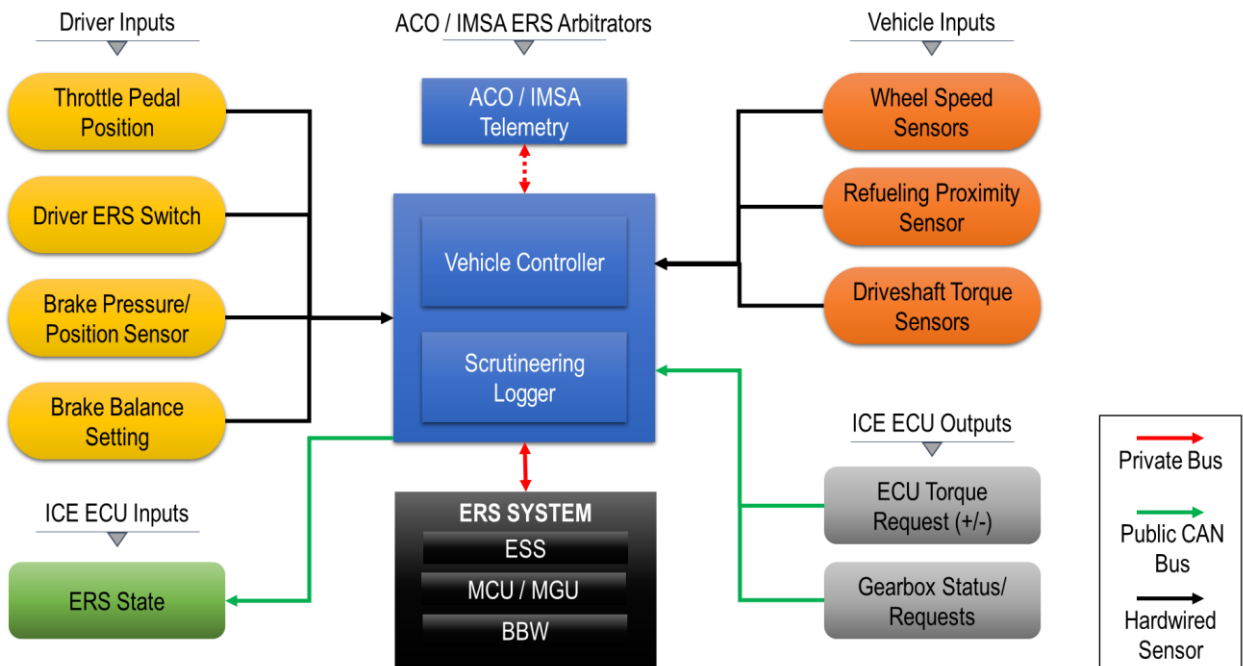 Driver Inputs
Throttle Pedal
Position
Driver ERS Switch
Brake Pressure/
Position Sensor
Brake Balance
Setting
ICE ECU Inputs
ERS State
ACO / IMSA ERS Arbitrators
ACO / IMSA
Telemetry
Vehicle Controller
Scrutineering
Logger
ERS SYSTEM
ESS
MCU / MGU
BBW
Vehicle Inputs
Wheel Speed
Sensors
Refueling Proximity
Sensor
Driveshaft Torque
Sensors
ICE ECU Outputs
ECU Torque
Request (+/-)
Gearbox Status/
Requests
Private Bus
Public CAN
Bus
Hardwired
Sensor